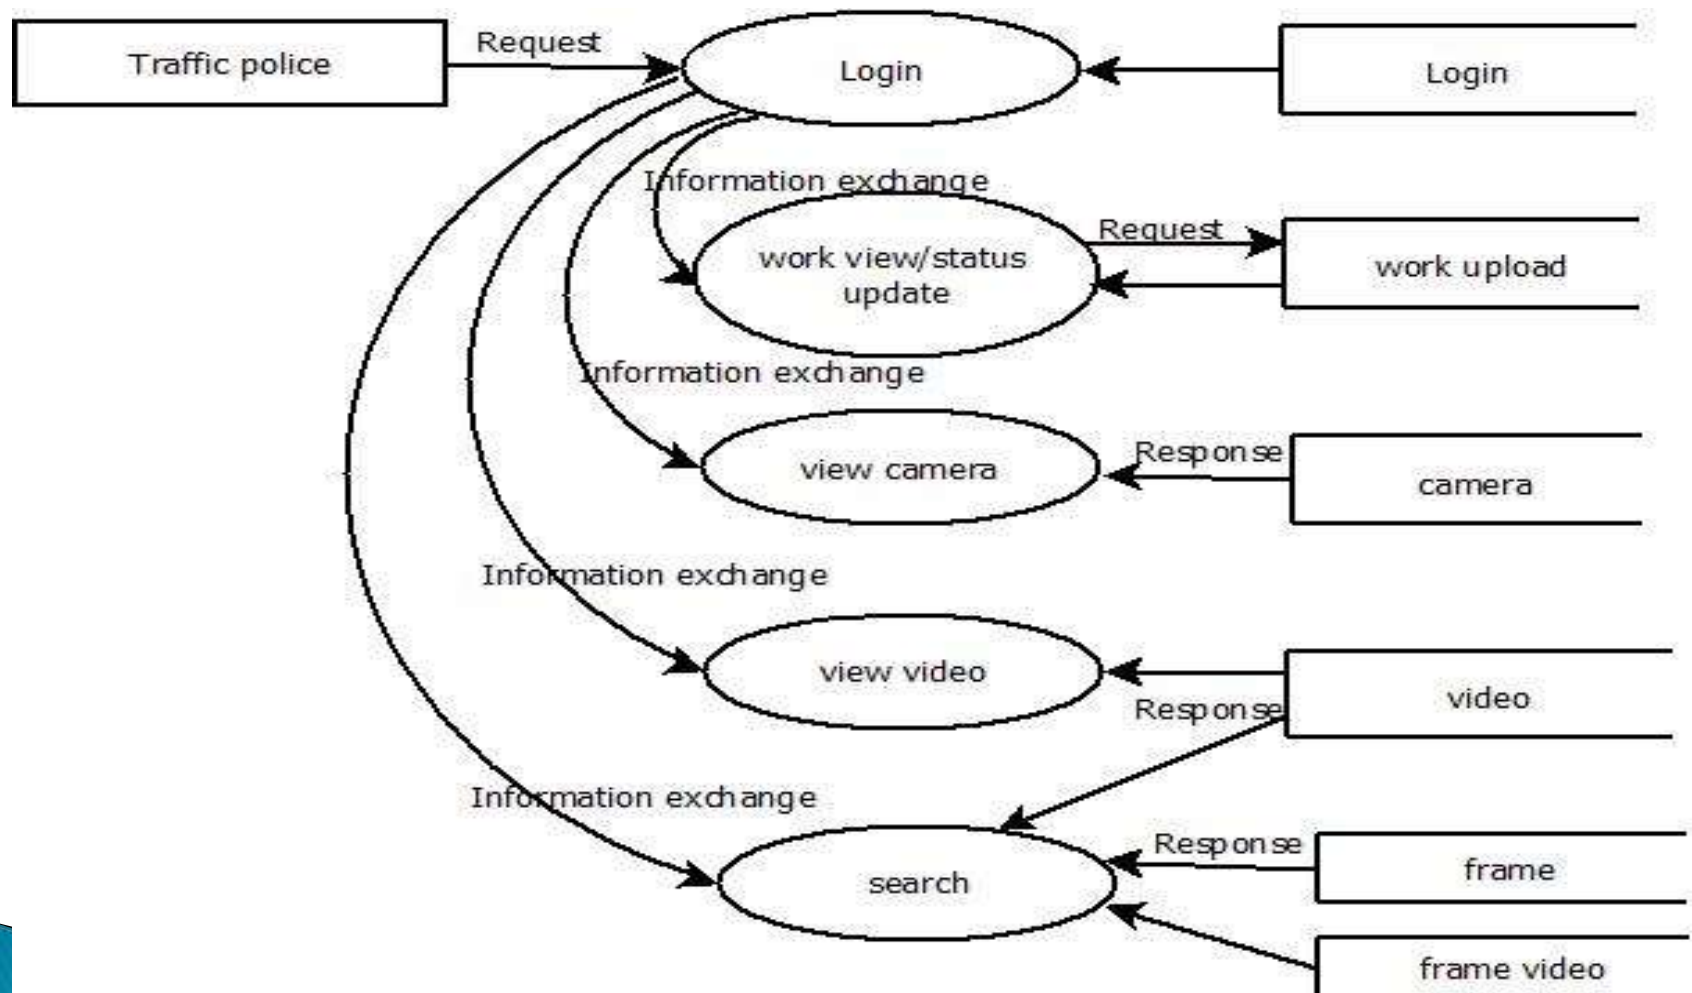 Traffic police
Request
Login
Login
Information exchange
work view/status
update
Request
work upload
Information exchange
view camera
Response
camera
Information exchange
view video
Response
video
Information exchange
search
Response
frame
frame video